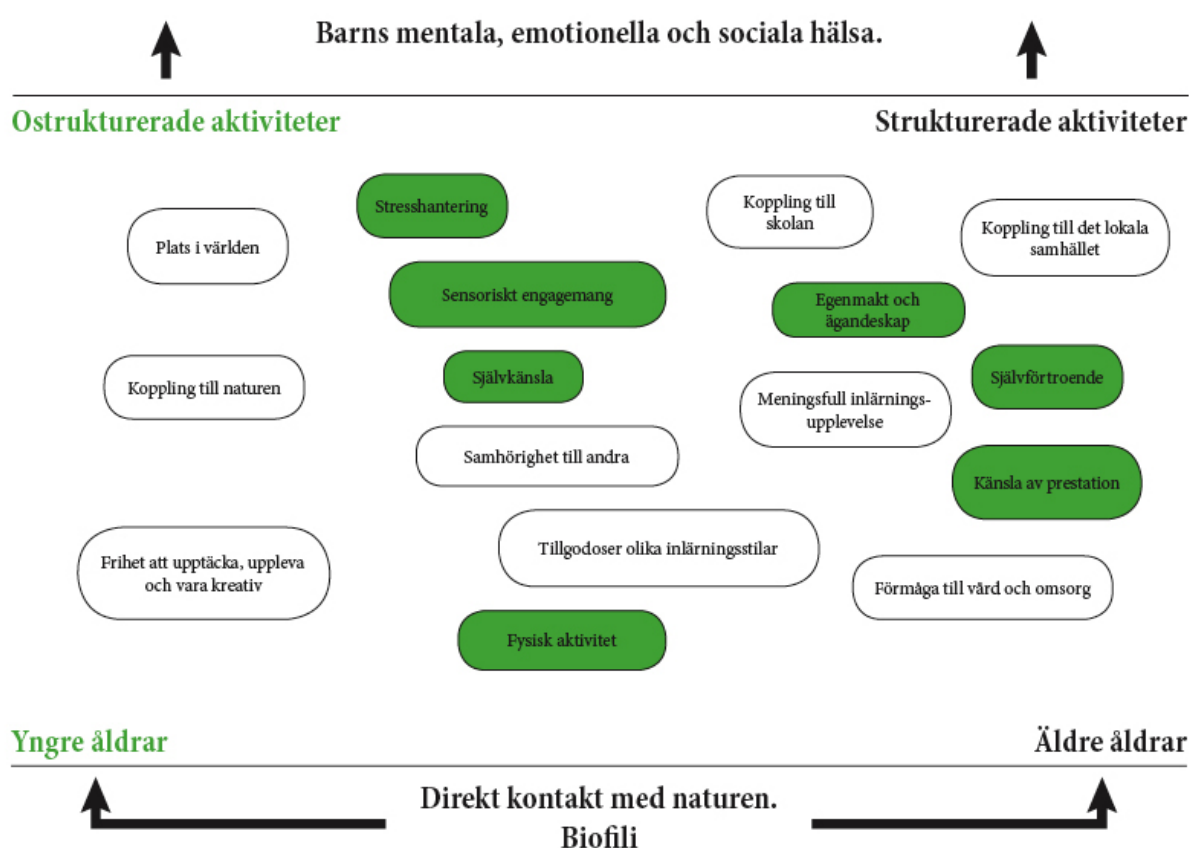 Barns mentala, emotionella och sociala hälsa.
Ostrukturerade aktiviteter
Strukturerade aktiviteter
Stresshantering
Koppling till
skolan
Plats i världen
Koppling till det lokala
samhället
Sensoriskt engagemang
Egenmakt och
ägandeskap
Självkänsla
Självförtroende
Koppling till naturen
Meningsfull inlärnings-
upplevelse
Samhörighet till andra
Känsla av prestation
Tillgodoser olika inlärningsstilar
Frihet att upptäcka, uppleva
och vara kreativ
Förmåga till vård och omsorg
Fysisk aktivitet
Yngre åldrar
Äldre åldrar
Direkt kontakt med naturen.
Biofili